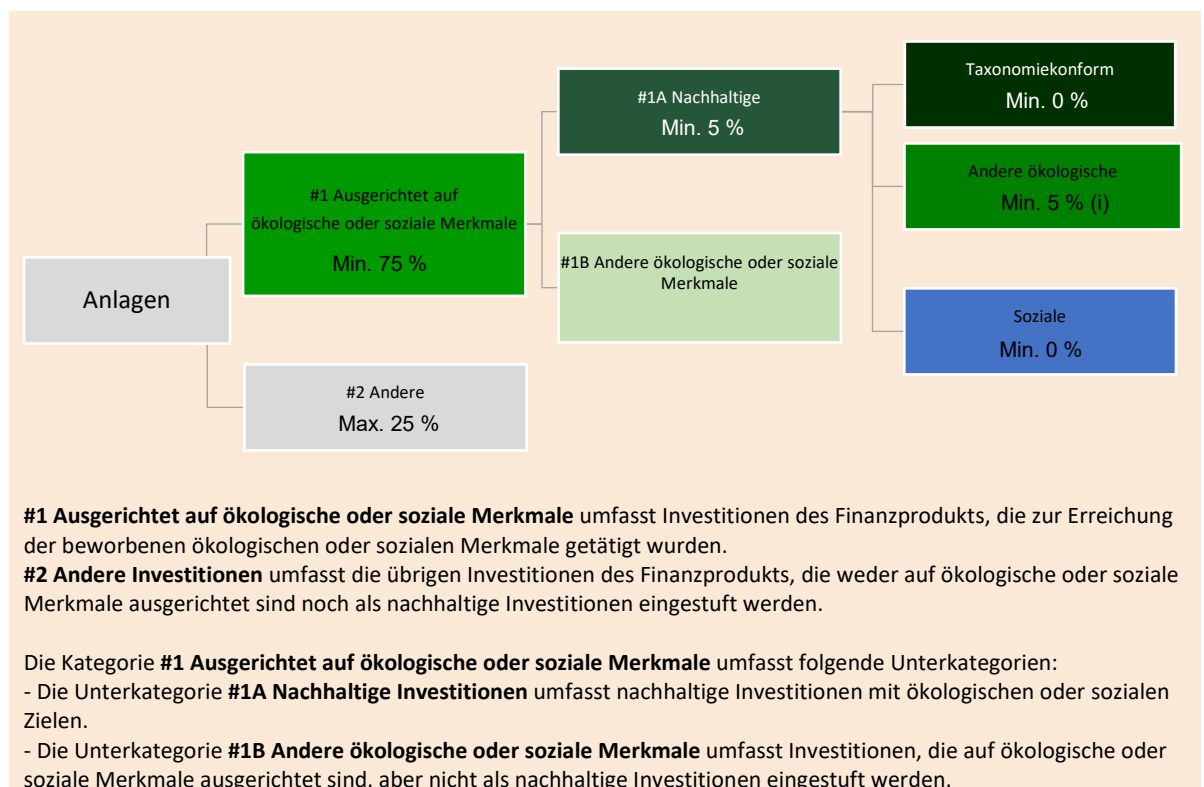 Anlagen
#1 Ausgerichtet auf
ökologische oder soziale Merkmale
Min. 75 %
#2 Andere
Max. 25 %
#1A Nachhaltige
Min. 5 %
#1B Andere ökologische oder soziale
Merkmale
Taxonomiekonform
Min. 0 %
Andere ökologische
Min. 5 % (i)
Soziale
Min. 0 %
#1 Ausgerichtet auf ökologische oder soziale Merkmale umfasst Investitionen des Finanzprodukts, die zur Erreichung
der beworbenen ökologischen oder sozialen Merkmale getätigt wurden.
#2 Andere Investitionen umfasst die übrigen Investitionen des Finanzprodukts, die weder auf ökologische oder soziale
Merkmale ausgerichtet sind noch als nachhaltige Investitionen eingestuft werden.
Die Kategorie #1 Ausgerichtet auf ökologische oder soziale Merkmale umfasst folgende Unterkategorien:
- Die Unterkategorie #1A Nachhaltige Investitionen umfasst nachhaltige Investitionen mit ökologischen oder sozialen
Zielen.
- Die Unterkategorie #1B Andere ökologische oder soziale Merkmale umfasst Investitionen, die auf ökologische oder
soziale Merkmale ausgerichtet sind, aber nicht als nachhaltige Investitionen eingestuft werden.